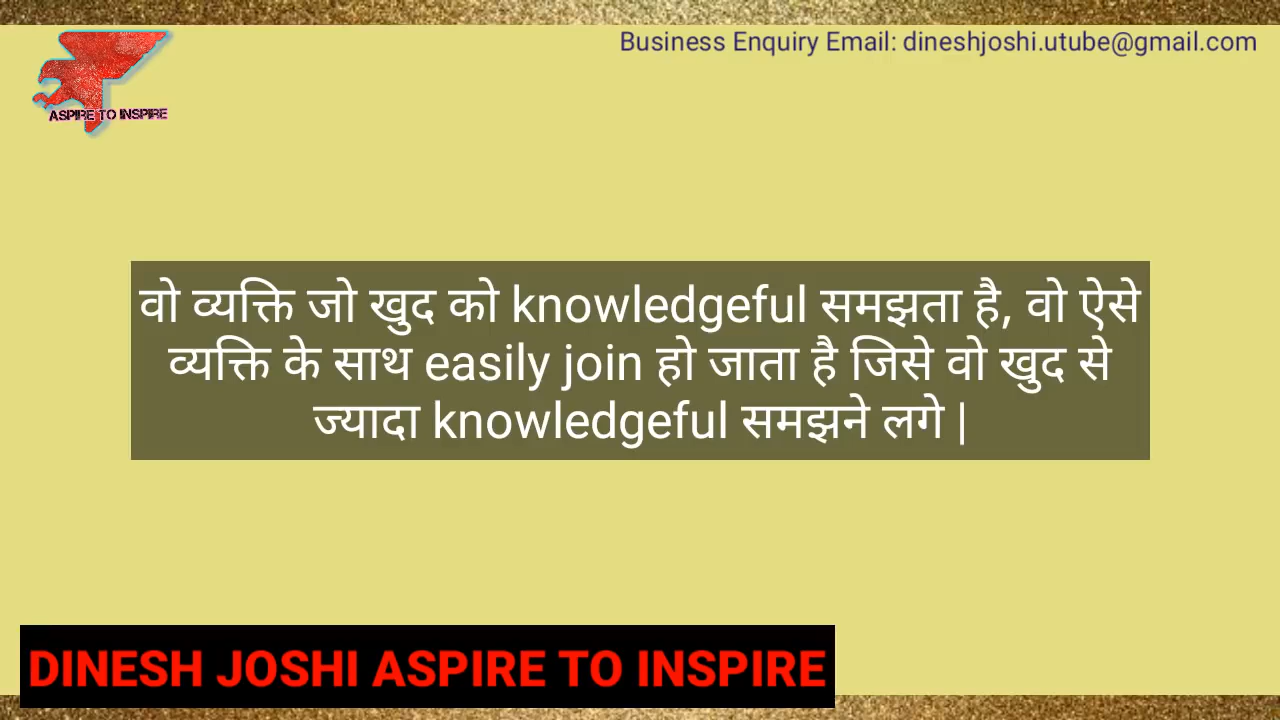 Business Enquiry Email: dineshjoshi.utube@gmail.com
ASPIRE TO INSPIRE
वो व्यक्ति जो खुद को knowledgeful समझता है, वो ऐसे
व्यक्ति के साथ easily join हो जाता है जिसे वो खुद से
ज्यादा knowledgeful समझने लगे |
DINESH JOSHI ASPIRE TO INSPIRE